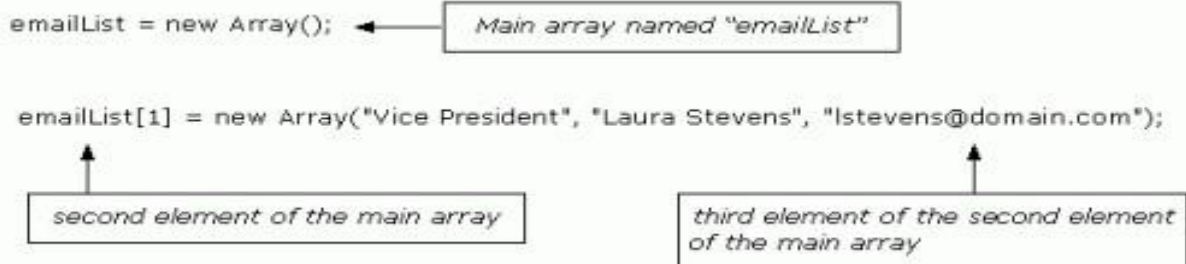 emailList = new Array();
Main array named "emailList"
emailList[1] = new Array("Vice President", "Laura Stevens", "lstevens@domain.com");
second element of the main array
third element of the second element
of the main array